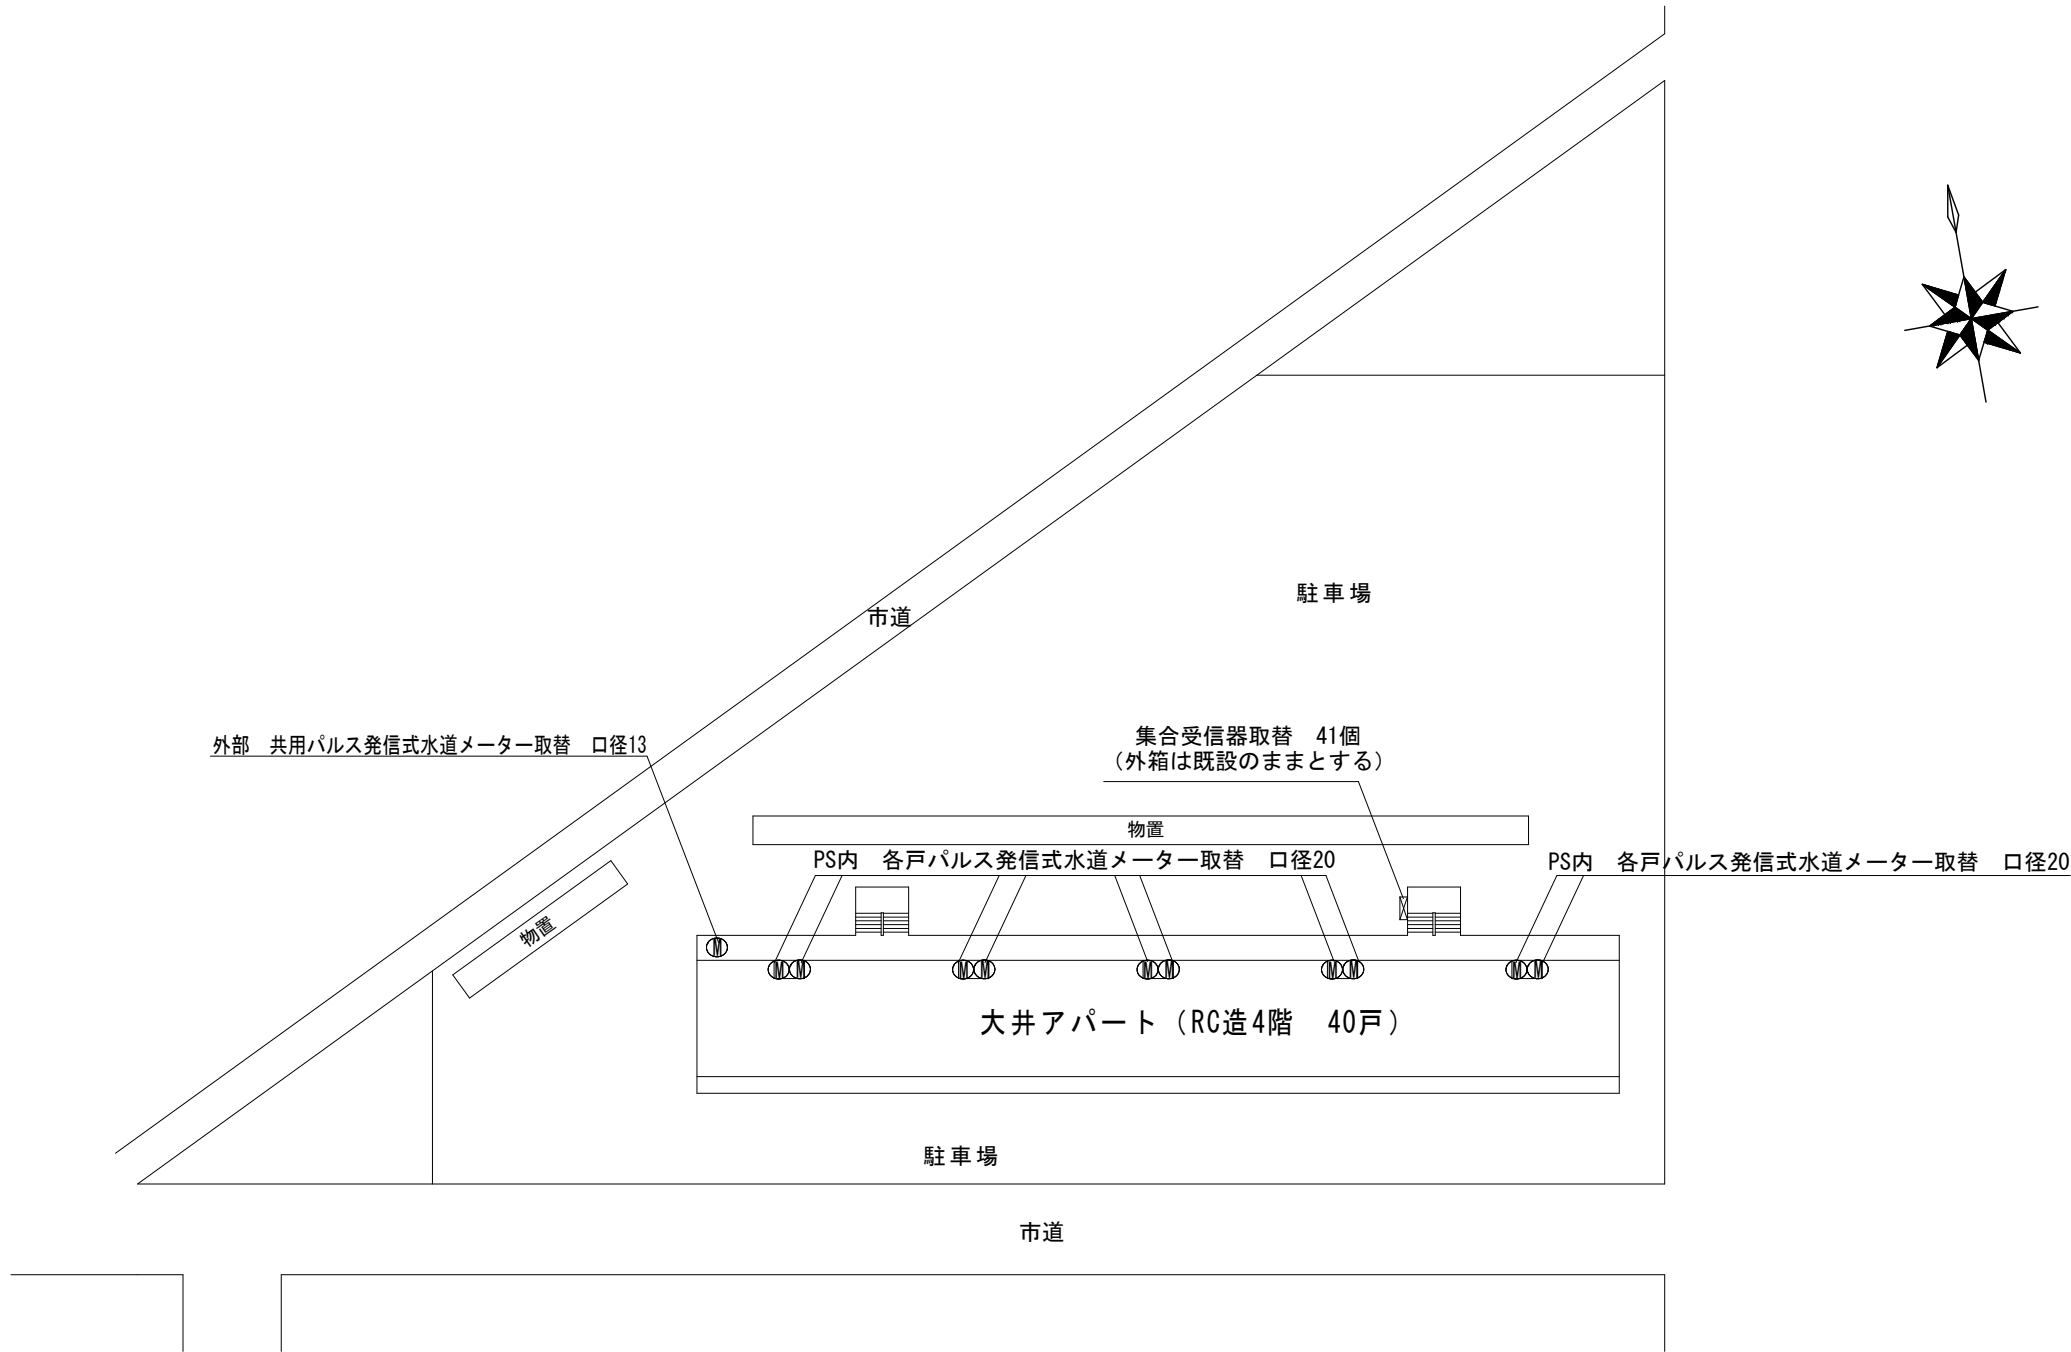 駐車場
市道
外部　共用パルス発信式水道メーター取替　口径13
集合受信器取替　41個
（外箱は既設のままとする）
物置
PS内　各戸パルス発信式水道メーター取替　口径20
PS内　各戸パルス発信式水道メーター取替　口径20
物置
M
M M
M M
M M
M M
M M
大井アパート（RC造4階　40戸）
駐車場
市道